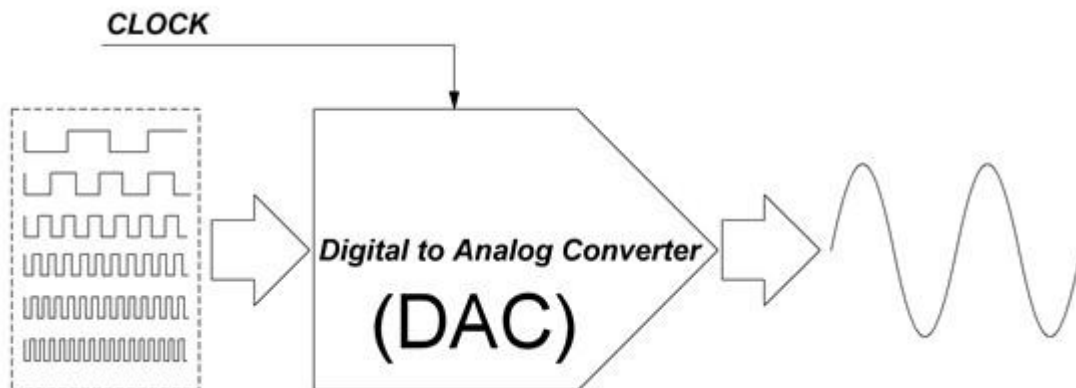 CLOCK
Digital to Analog Converter
(DAC)